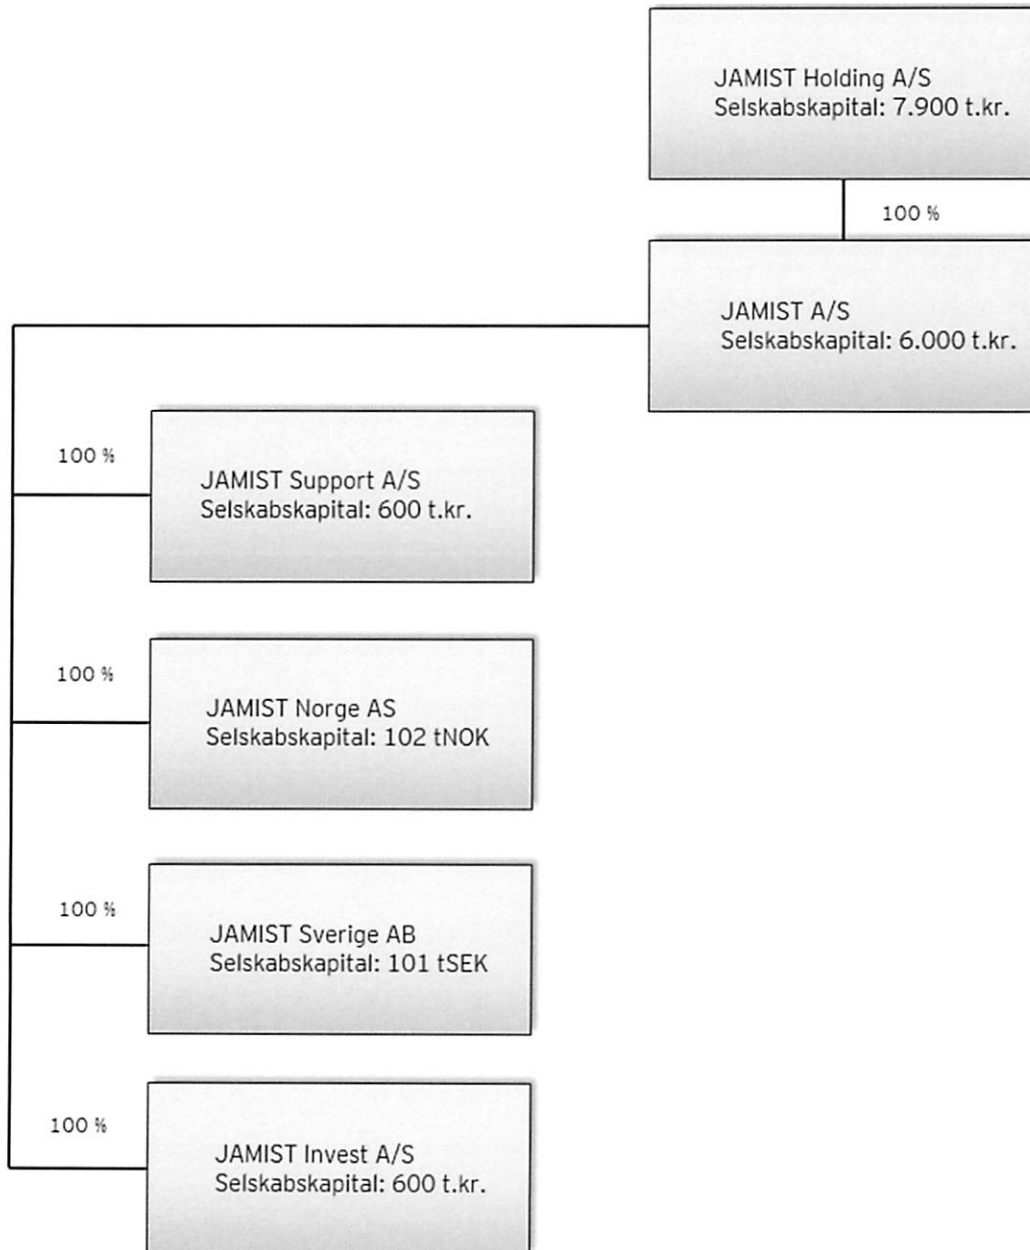 JAMIST Holding A/S
Selskabskapital: 7.900 t.kr.
100 %
JAMIST A/S
Selskabskapital: 6.000 t.kr.
100 %
JAMIST Support A/S
Selskabskapital: 600 t.kr.
100 %
JAMIST Norge AS
Selskabskapital: 102 tNOK
100 %
JAMIST Sverige AB
Selskabskapital: 101 tSEK
100 %
JAMIST Invest A/S
Selskabskapital: 600 t.kr.